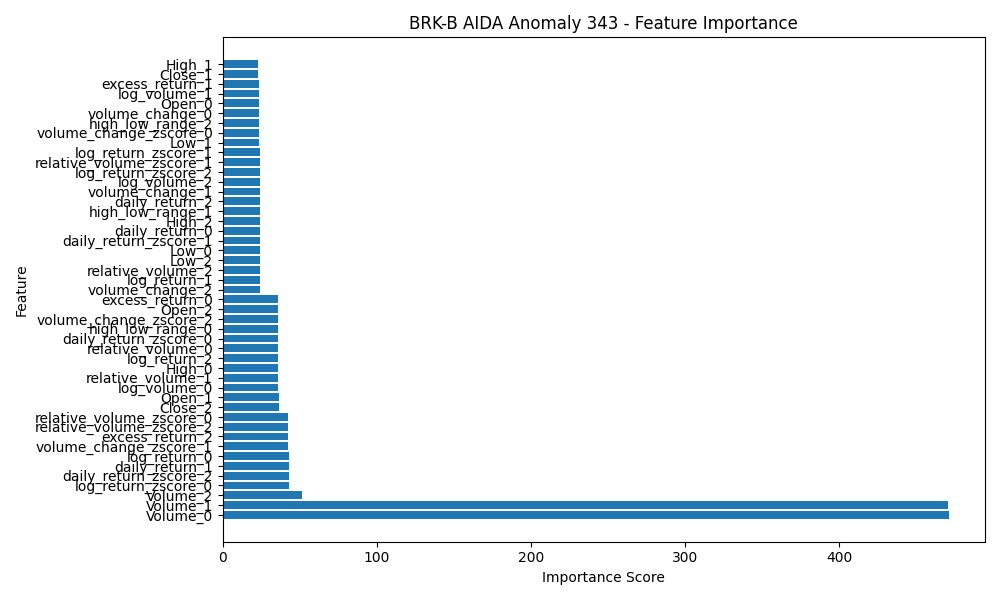 BRK-B AIDA Anomaly 343 - Feature Importance
High_1
Close_1
excess_return_1
log_volume_1
Open_0
volume_change_0
high_low_range_2
volume_change_zscore_0
Low_1
log_return_zscore_1
relative_volume_zscore_1
log_return_zscore_2
log_volume_2
volume_change_1
daily_return_2
high_low_range_1
High_2
daily_return_0
daily_return_zscore_1
Low_0
Low_2
relative_volume_2
log_return_1
volume_change_2
excess_return_0
Open_2
volume_change_zscore_2
high_low_range_0
daily_return_zscore_0
relative_volume_0
log_return_2
High_0
relative_volume_1
log_volume_0
Open_1
Close_2
relative_volume_zscore_0
relative_volume_zscore_2
excess_return_2
volume_change_zscore_1
log_return_0
daily_return_1
daily_return_zscore_2
log_return_zscore_0
Volume_2
Volume_1
Volume_0
Feature
0 100 200 300 400
Importance Score